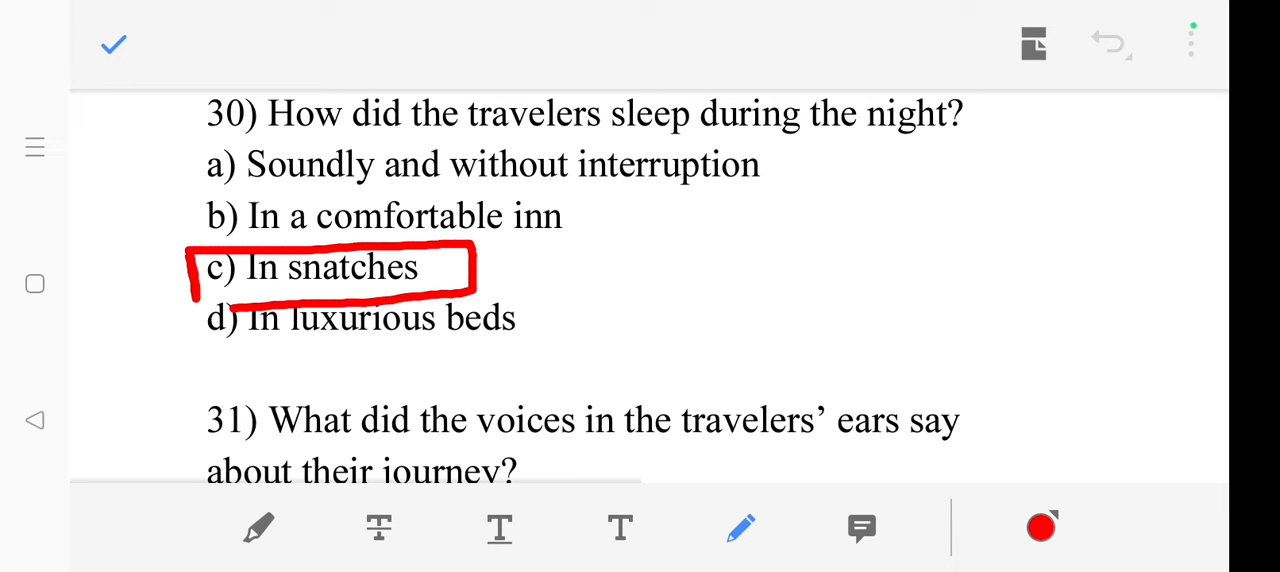 30) How did the travelers sleep during the night?
a) Soundly and without interruption
b) In a comfortable inn
c) In snatches
d) In luxurious beds
31) What did the voices in the travelers’ ears say
about their journey?
T
T
T